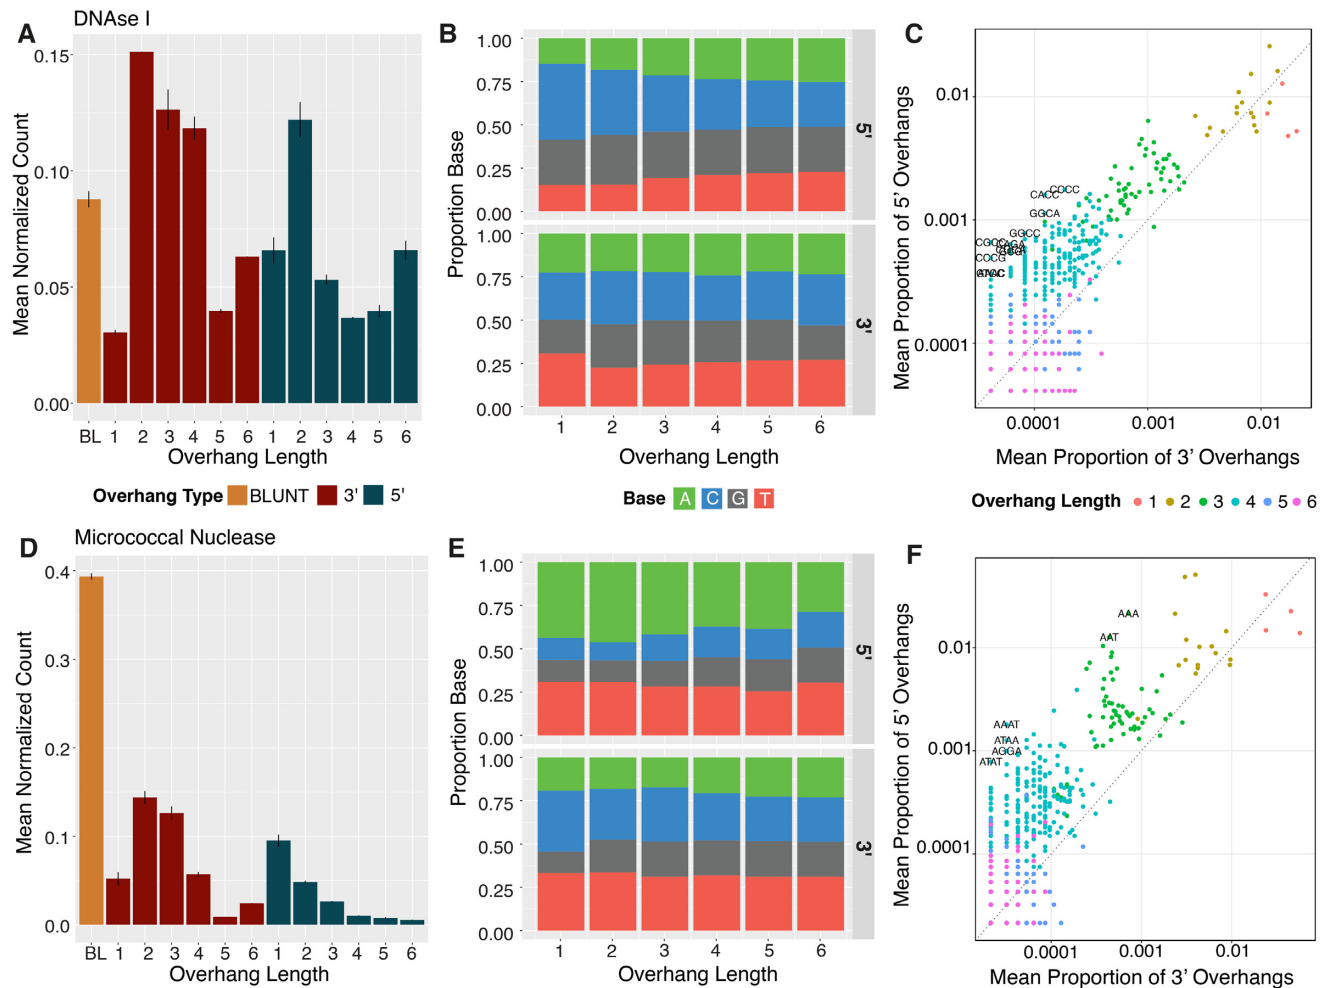 A
DNAse I
Mean Normalized Count
0.15
0.10
0.05
0.00
BL 1 2 3 4 5 6 1 2 3 4 5 6
Overhang Length
Overhang Type BLUNT 3' 5'
B
Proportion Base
1.00
0.75
0.50
0.25
0.00
5'
1.00
0.75
0.50
0.25
0.00
3'
1 2 3 4 5 6
Overhang Length
Base A C G T
C
Mean Proportion of 5’ Overhangs
0.01
0.001
0.0001
CCCC
CACC
GGCA
GGCC
CGCC
CCCG
0.0001 0.001 0.01
Mean Proportion of 3’ Overhangs
Overhang Length 1 2 3 4 5 6
D
Micrococcal Nuclease
Mean Normalized Count
0.4
0.3
0.2
0.1
0.0
BL 1 2 3 4 5 6 1 2 3 4 5 6
Overhang Length
E
Proportion Base
1.00
0.75
0.50
0.25
0.00
5'
1.00
0.75
0.50
0.25
0.00
3'
1 2 3 4 5 6
Overhang Length
F
Mean Proportion of 5’ Overhangs
0.01
0.001
0.0001
AAA
AAT
AAAT
ATAA
AGGA
ATAT
0.0001 0.001 0.01
Mean Proportion of 3’ Overhangs